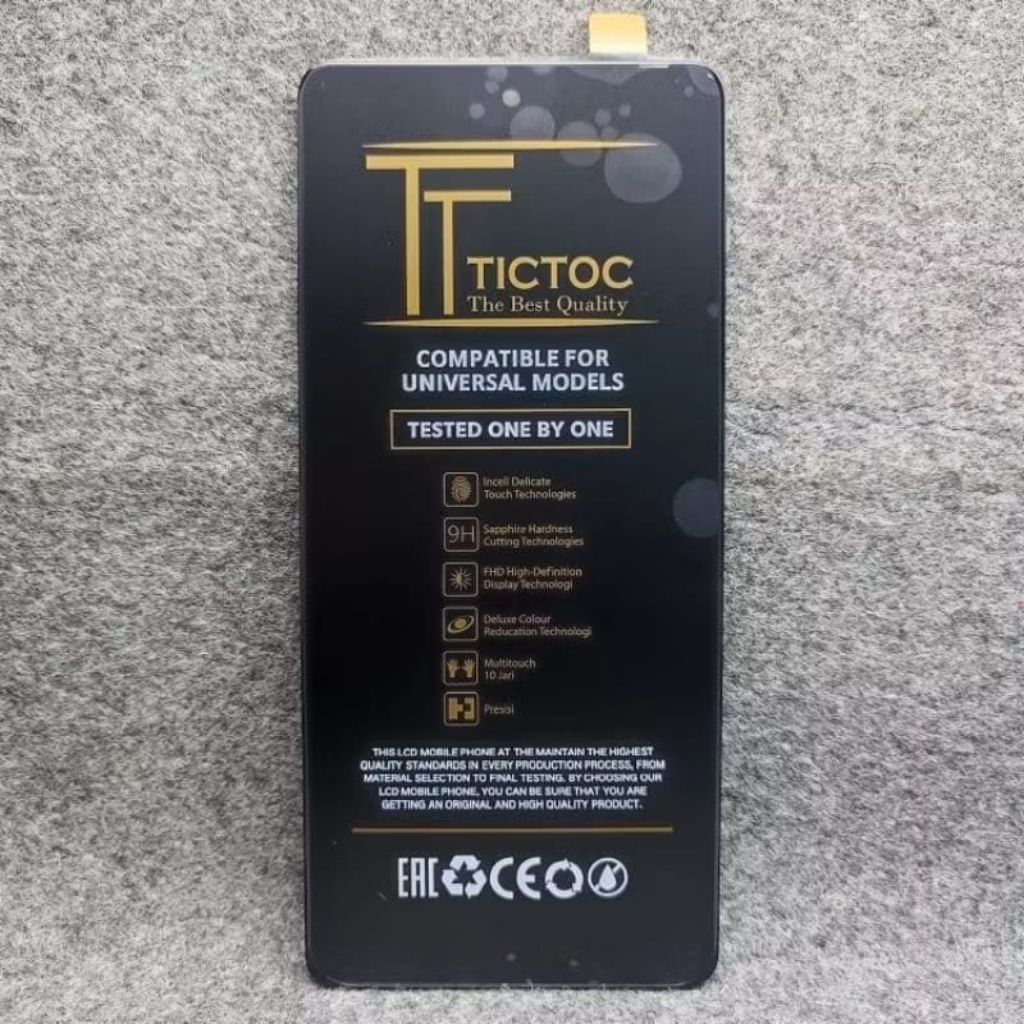 TT
TICTOC
The Best Quality
COMPATIBLE FOR
UNIVERSAL MODELS
TESTED ONE BY ONE
Incell Delicate
Touch Technologies
9H
Sapphire Hardness
Cutting Technologies
FHD High-Definition
Display Technologi
Deluxe Colour
Reducation Technologi
Multitouch
10 Jari
Presisi
THIS LCD MOBILE PHONE AT THE MAINTAIN THE HIGHEST
QUALITY STANDARDS IN EVERY PRODUCTION PROCESS, FROM
MATERIAL SELECTION TO FINAL TESTING. BY CHOOSING OUR
LCD MOBILE PHONE, YOU CAN BE SURE THAT YOU ARE
GETTING AN ORIGINAL AND HIGH QUALITY PRODUCT.
EAC CE